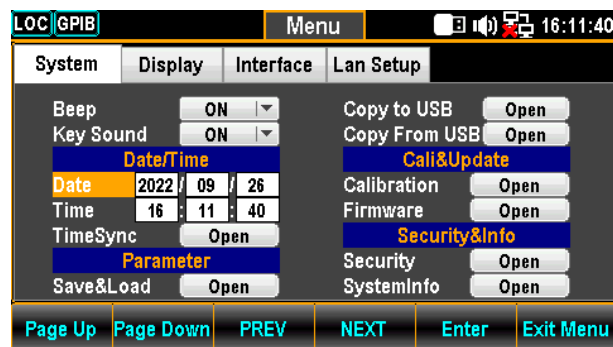 LOC GPIB Menu 16:11:40
System Display Interface Lan Setup
Beep ON Copy to USB Open
Key Sound ON Copy From USB Open
Date/Time Cali&Update
Date 2022 / 09 / 26 Calibration Open
Time 16 : 11 : 40 Firmware Open
TimeSync Open Security&Info
Parameter Security Open
Save&Load Open SystemInfo Open
Page Up Page Down PREV NEXT Enter Exit Menu